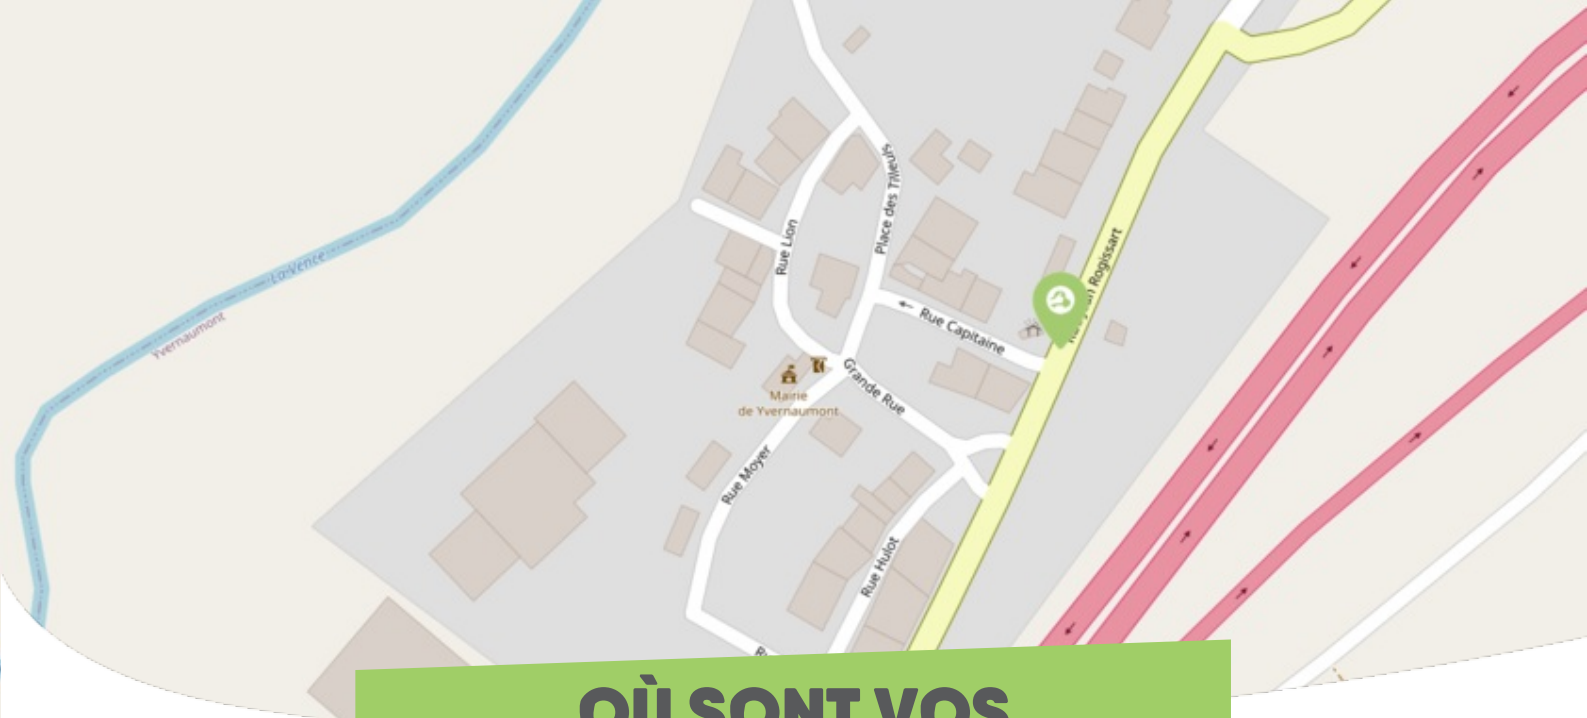 Place des Tilleuls
Rue Lion
La Vence
Yvernaumont
Rogissart
Rue Capitaine
Grande Rue
Mairie
de Yvernaumont
Rue Moyer
Rue Hulot
OÙ SONT VOS